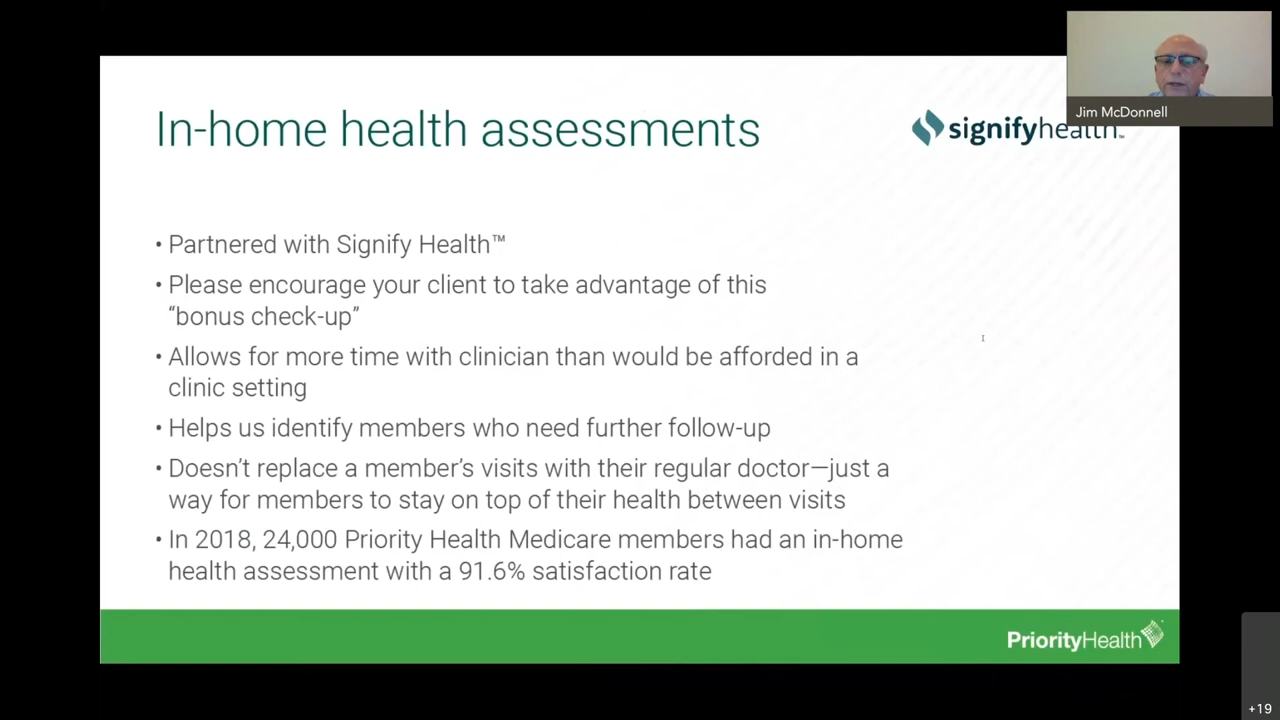 Jim McDonnell
In-home health assessments
signifyhealth™
• Partnered with Signify Health™
• Please encourage your client to take advantage of this
“bonus check-up”
• Allows for more time with clinician than would be afforded in a
clinic setting
• Helps us identify members who need further follow-up
• Doesn’t replace a member’s visits with their regular doctor—just a
way for members to stay on top of their health between visits
• In 2018, 24,000 Priority Health Medicare members had an in-home
health assessment with a 91.6% satisfaction rate
PriorityHealth
+19